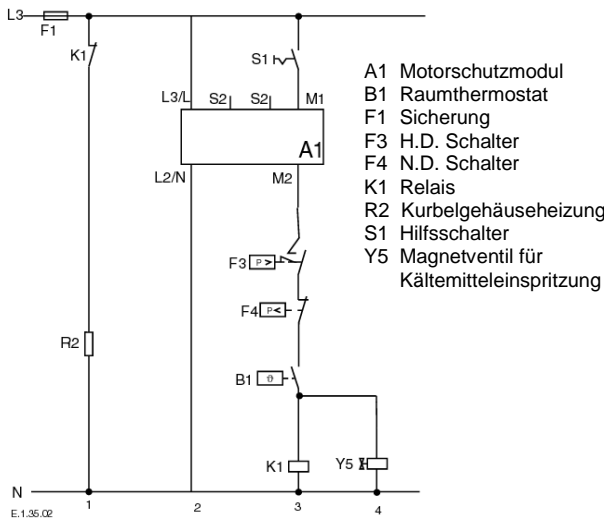 L3
F1
K1
S1
L3/L S2 S2 M1
A1
L2/N M2
F3 P >
F4 P <
R2
B1 θ
K1 Y5
N
1 2 3 4
E.1.35.02
A1 Motorschutzmodul
B1 Raumthermostat
F1 Sicherung
F3 H.D. Schalter
F4 N.D. Schalter
K1 Relais
R2 Kurbelgehäuseheizung
S1 Hilfsschalter
Y5 Magnetventil für
Kältemitteleinspritzung